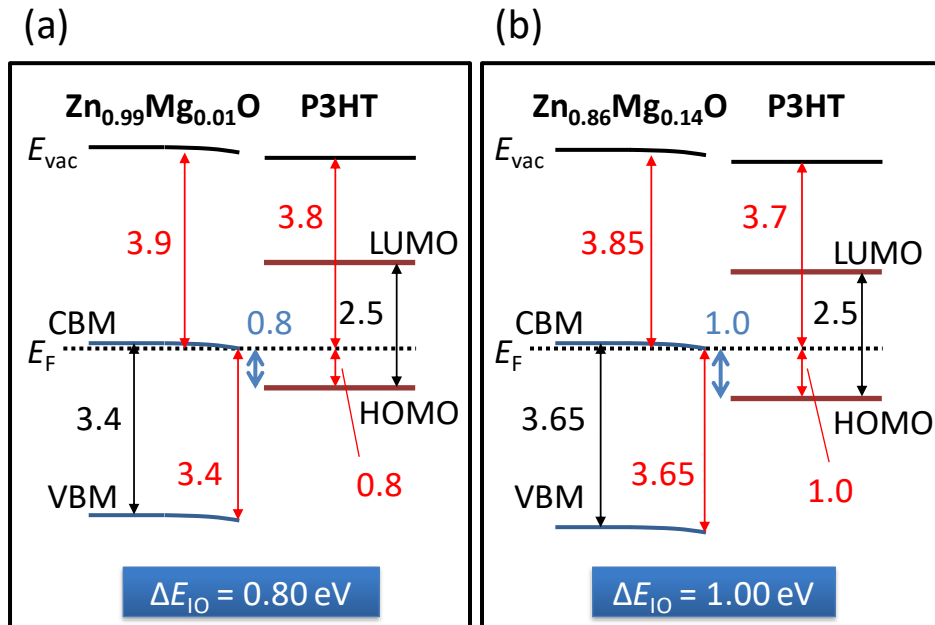 (a)
Zn0.99Mg0.01O P3HT
Evac
3.9
3.8
LUMO
CBM
0.8
2.5
EF
HOMO
3.4
3.4
0.8
VBM
ΔEIO = 0.80 eV
(b)
Zn0.86Mg0.14O P3HT
Evac
3.85
3.7
LUMO
CBM
1.0
2.5
EF
HOMO
3.65
3.65
1.0
VBM
ΔEIO = 1.00 eV